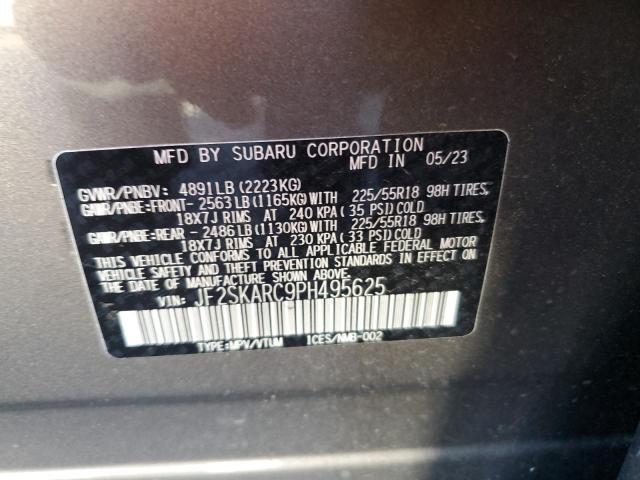 MFD BY SUBARU CORPORATION
MFD IN 05/23
GVWR/PNBV: 4891LB(2223KG)
GAWR/PNBE:FRONT- 2563LB(1165KG)WITH 225/55R18 98H TIRES,
18X7J RIMS AT 240 KPA(35 PSI)COLD
GAWR/PNBE:REAR - 2486LB(1130KG)WITH 225/55R18 98H TIRES,
18X7J RIMS AT 230 KPA(33 PSI)COLD
THIS VEHICLE CONFORMS TO ALL APPLICABLE FEDERAL MOTOR
VEHICLE SAFETY AND THEFT PREVENTION STANDARDS IN EFFECT ON
THE DATE OF MANUFACTURE SHOWN ABOVE.
VIN: JF2SKARC9PH495625
TYPE:MPV/VTUM ICES/NMB-002